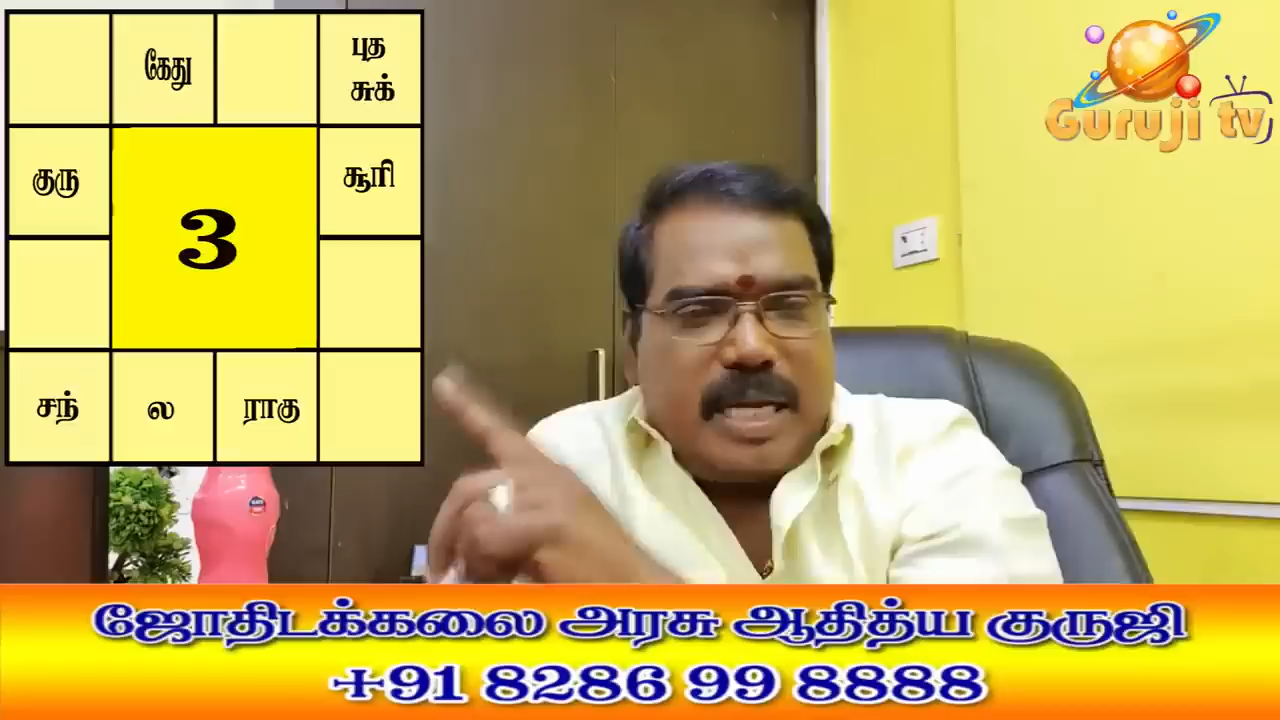 கேது
புத
சுக்
Guruji tv
குரு
3
சூரி
சந்
ல
ராகு
ஜோதிடக்கலை அரசு ஆதித்ய குருஜி
+91 8286 99 8888